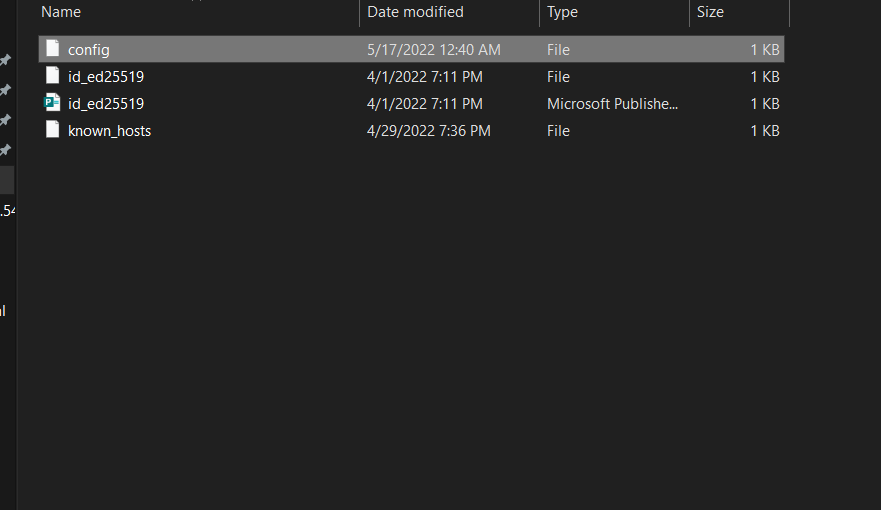 Name Date modified Type Size
config 5/17/2022 12:40 AM File 1 KB
id_ed25519 4/1/2022 7:11 PM File 1 KB
id_ed25519 4/1/2022 7:11 PM Microsoft Publishe... 1 KB
known_hosts 4/29/2022 7:36 PM File 1 KB
.54
l